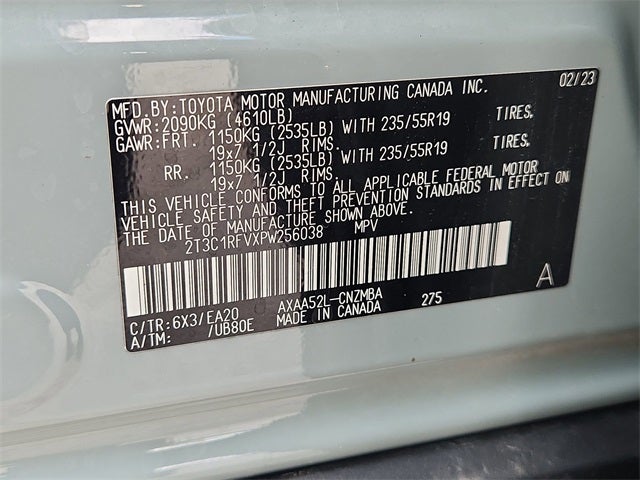 MFD.BY:TOYOTA MOTOR MANUFACTURING CANADA INC. 02/23
GVWR:2090KG (4610LB)
GAWR:FRT. 1150KG (2535LB) WITH 235/55R19 TIRES.
19x7 1/2J RIMS.
RR. 1150KG (2535LB) WITH 235/55R19 TIRES.
19x7 1/2J RIMS.
THIS VEHICLE CONFORMS TO ALL APPLICABLE FEDERAL MOTOR
VEHICLE SAFETY AND THEFT PREVENTION STANDARDS IN EFFECT ON
THE DATE OF MANUFACTURE SHOWN ABOVE.
2T3C1RFVXPW256038 MPV
A
C/TR:6X3/EA20 AXAA52L-CNZMBA 275
A/TM: /UB80E MADE IN CANADA